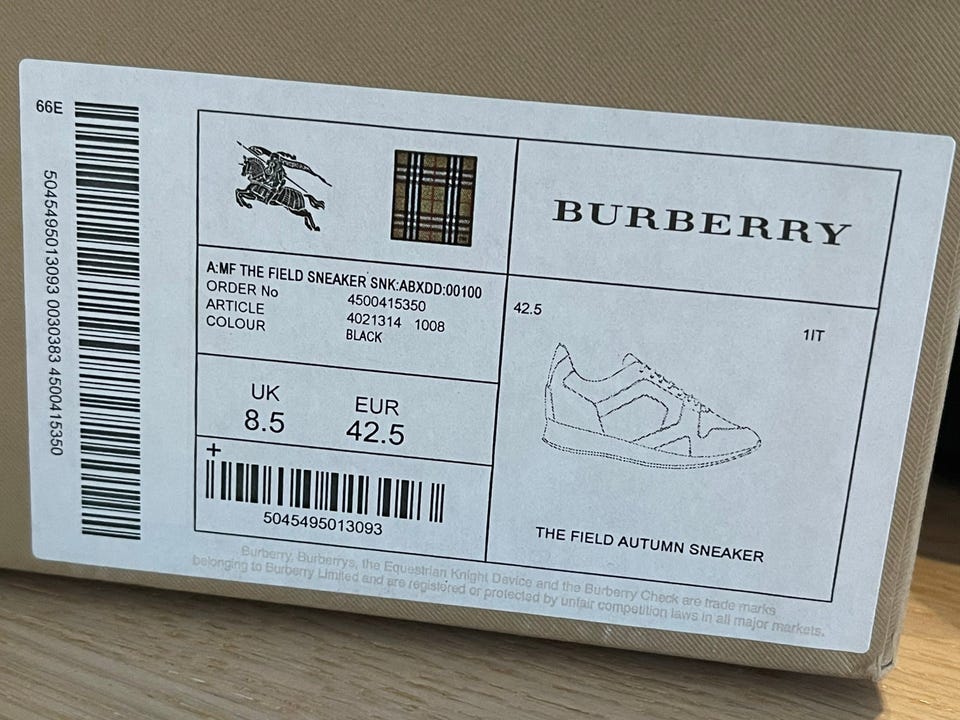 66E
5045495013093 0030383 4500415350
BURBERRY
A:MF THE FIELD SNEAKER SNK:ABXDD:00100
ORDER No 4500415350
ARTICLE 4021314 1008
COLOUR BLACK
42.5
1IT
UK EUR
8.5 42.5
+
5045495013093
THE FIELD AUTUMN SNEAKER
Burberry, Burberrys, the Equestrian Knight Device and the Burberry Check are trade marks
belonging to Burberry Limited and are registered or protected by unfair competition laws in all major markets.